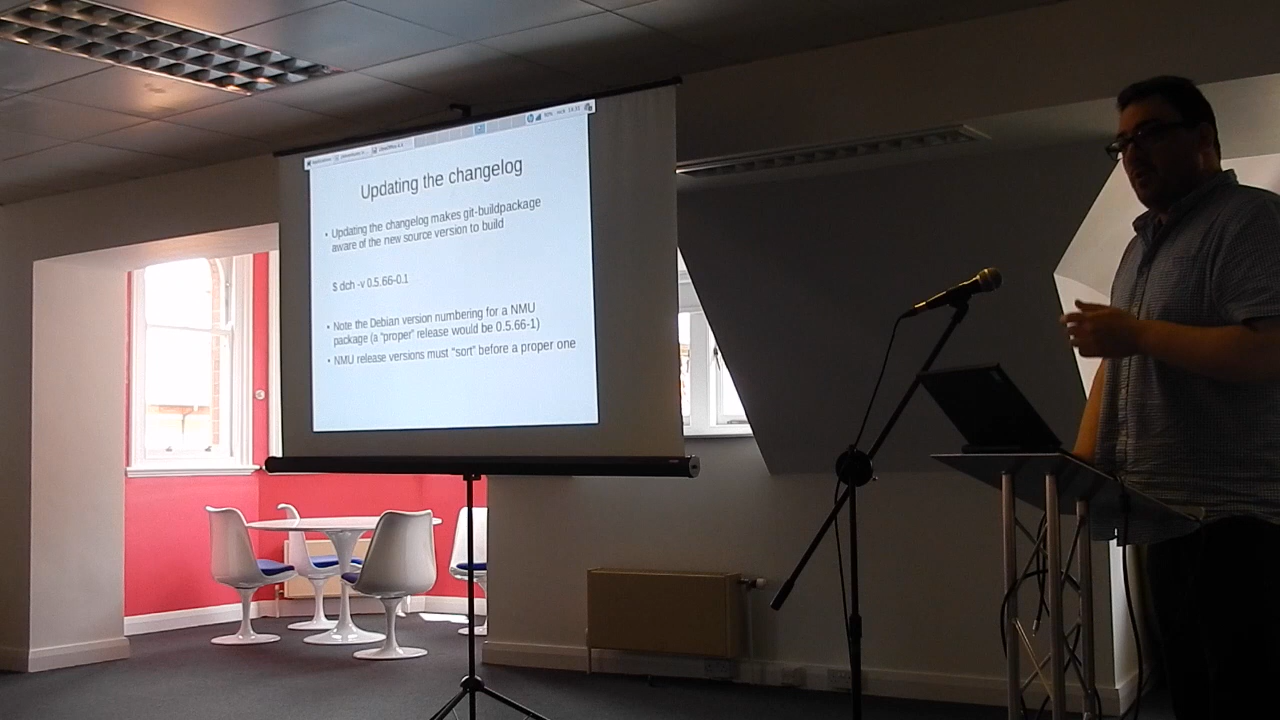 Updating the changelog
• Updating the changelog makes git-buildpackage
aware of the new source version to build
$ dch -v 0.5.66-0.1
• Note the Debian version numbering for a NMU
package (a “proper” release would be 0.5.66-1)
• NMU release versions must “sort” before a proper one